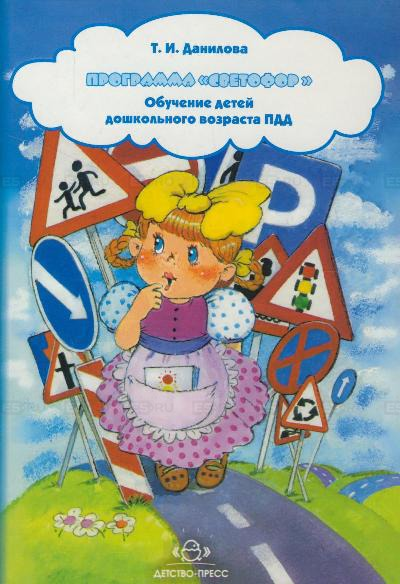 Т. И. Данилова
ПРОГРАММА «СВЕТОФОР»
Обучение детей
дошкольного возраста ПДД
P
ДЕТСТВО-ПРЕСС